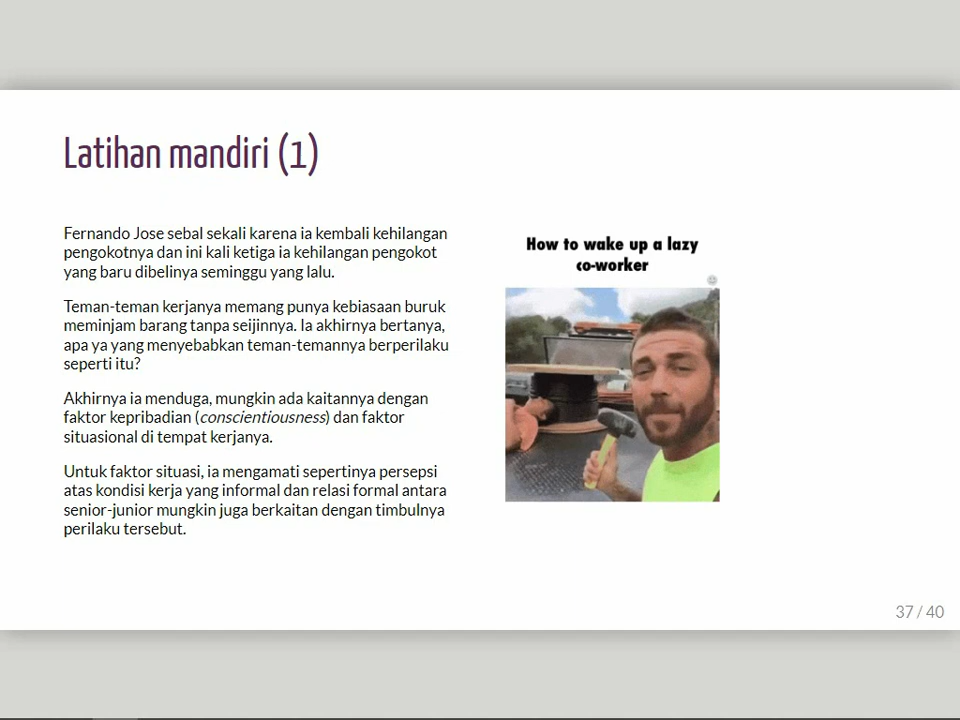 Latihan mandiri (1)
Fernando Jose sebal sekali karena ia kembali kehilangan
pengokotnya dan ini kali ketiga ia kehilangan pengokot
yang baru dibelinya seminggu yang lalu.
Teman-teman kerjanya memang punya kebiasaan buruk
meminjam barang tanpa seijinnya. Ia akhirnya bertanya,
apa ya yang menyebabkan teman-temannya berperilaku
seperti itu?
Akhirnya ia menduga, mungkin ada kaitannya dengan
faktor kepribadian (conscientiousness) dan faktor
situasional di tempat kerjanya.
Untuk faktor situasi, ia mengamati sepertinya persepsi
atas kondisi kerja yang informal dan relasi formal antara
senior-junior mungkin juga berkaitan dengan timbulnya
perilaku tersebut.
How to wake up a lazy
co-worker
37 / 40